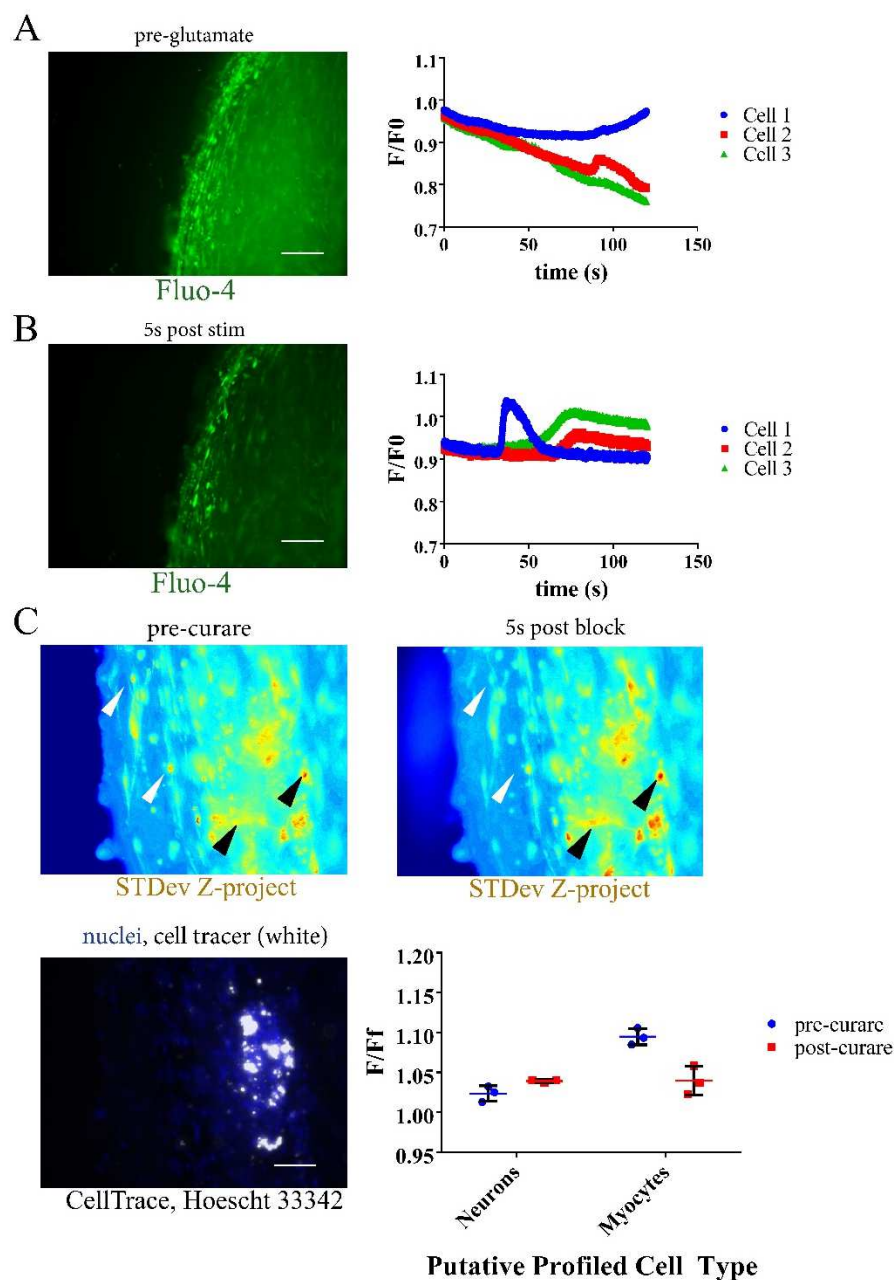 A
pre-glutamate
Fluo-4
F/F0
1.1
1.0
0.9
0.8
0.7
0
50
100
150
time (s)
Cell 1
Cell 2
Ccll 3
B
5s post stim
Fluo-4
F/F0
1.1
1.0
0.9
0.8
0.7
0
50
100
150
time (s)
Cell 1
Cell 2
Cell 3
C
pre-curare
STDev Z-project
5s post block
STDev Z-project
nuclei, cell tracer (white)
CellTrace, Hoescht 33342
F/Ff
1.20
1.15
1.10
1.05
1.00
0.95
Neurons
Myocytes
prc-curarc
post-curare
Putative Profiled Cell Type